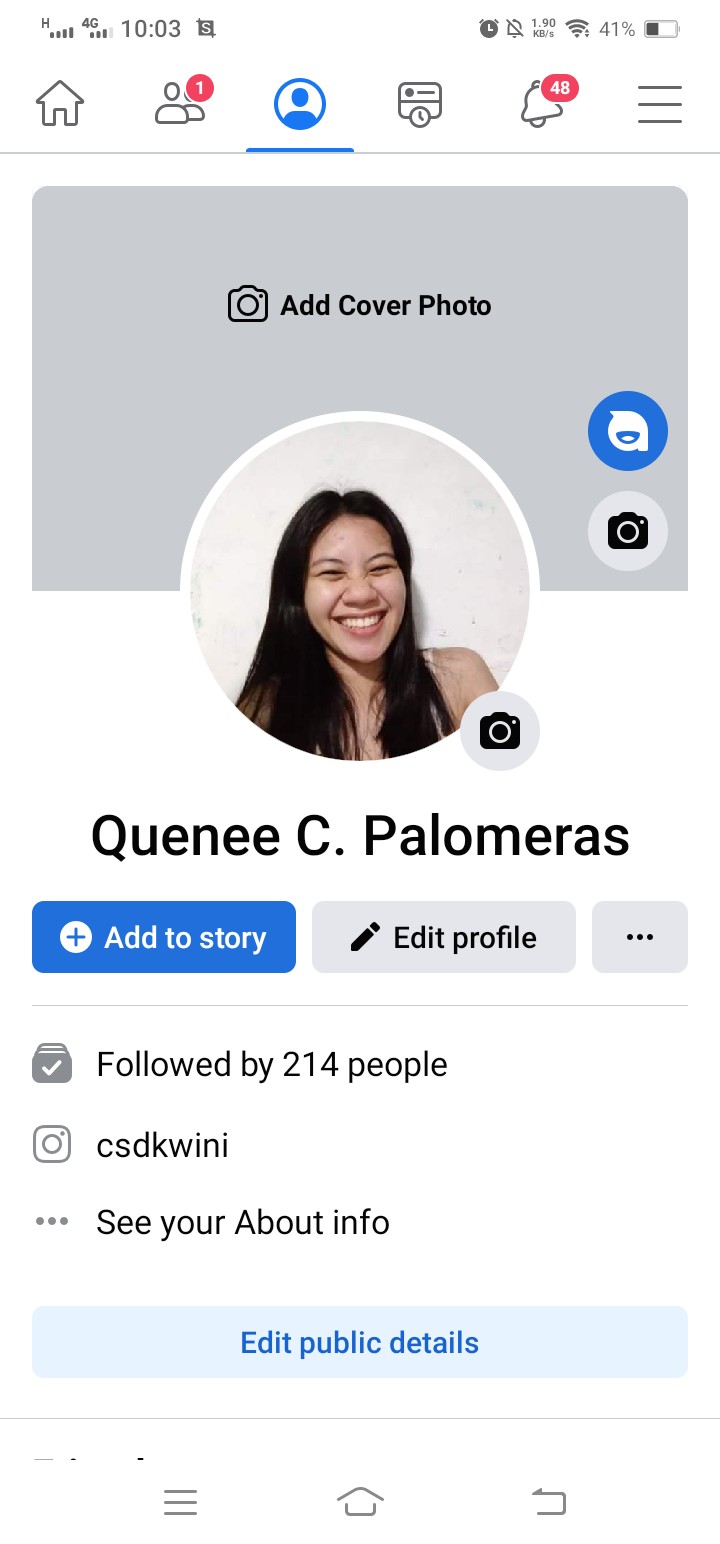 H 4G 10:03 S 1.90 KB/s 41%
1 48
Add Cover Photo
Quenee C. Palomeras
Add to story Edit profile
Followed by 214 people
csdkwini
See your About info
Edit public details